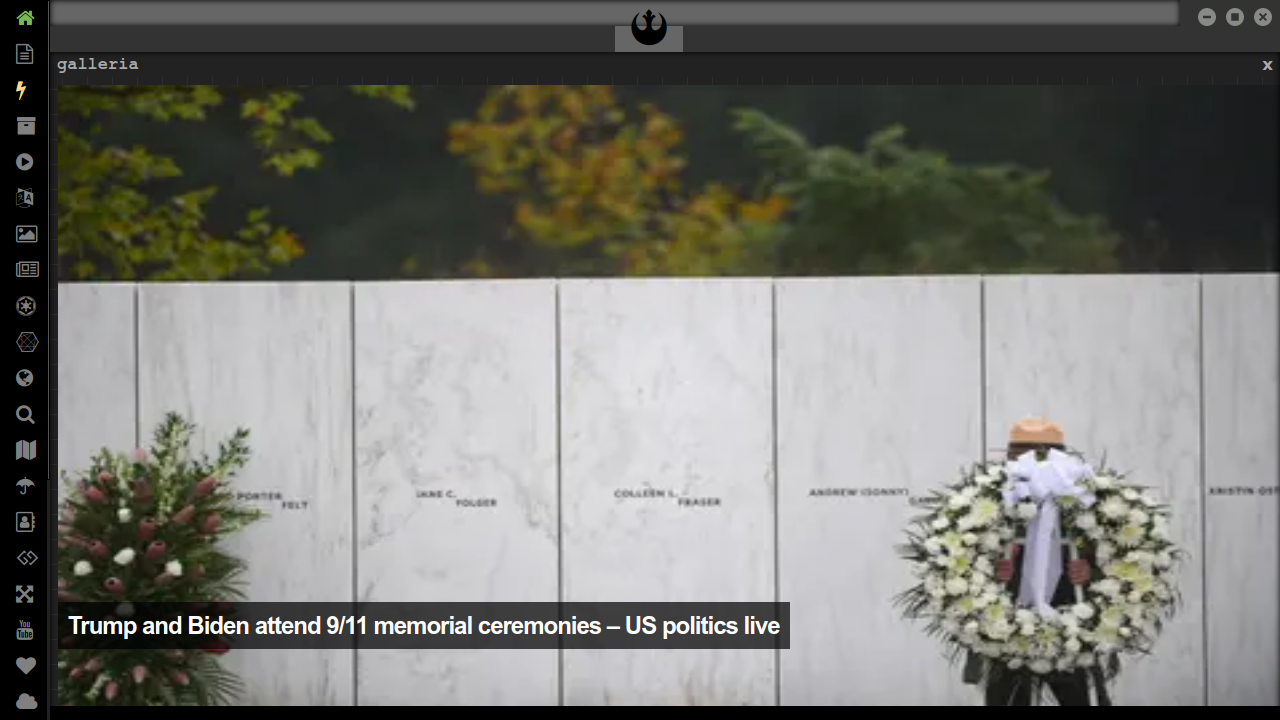 galleria
x
PORTER
FELT
JANE C.
FOLGER
COLLEEN L.
FRASER
ANDREW (SONNY)
KRISTIN
Trump and Biden attend 9/11 memorial ceremonies – US politics live
You
Tube